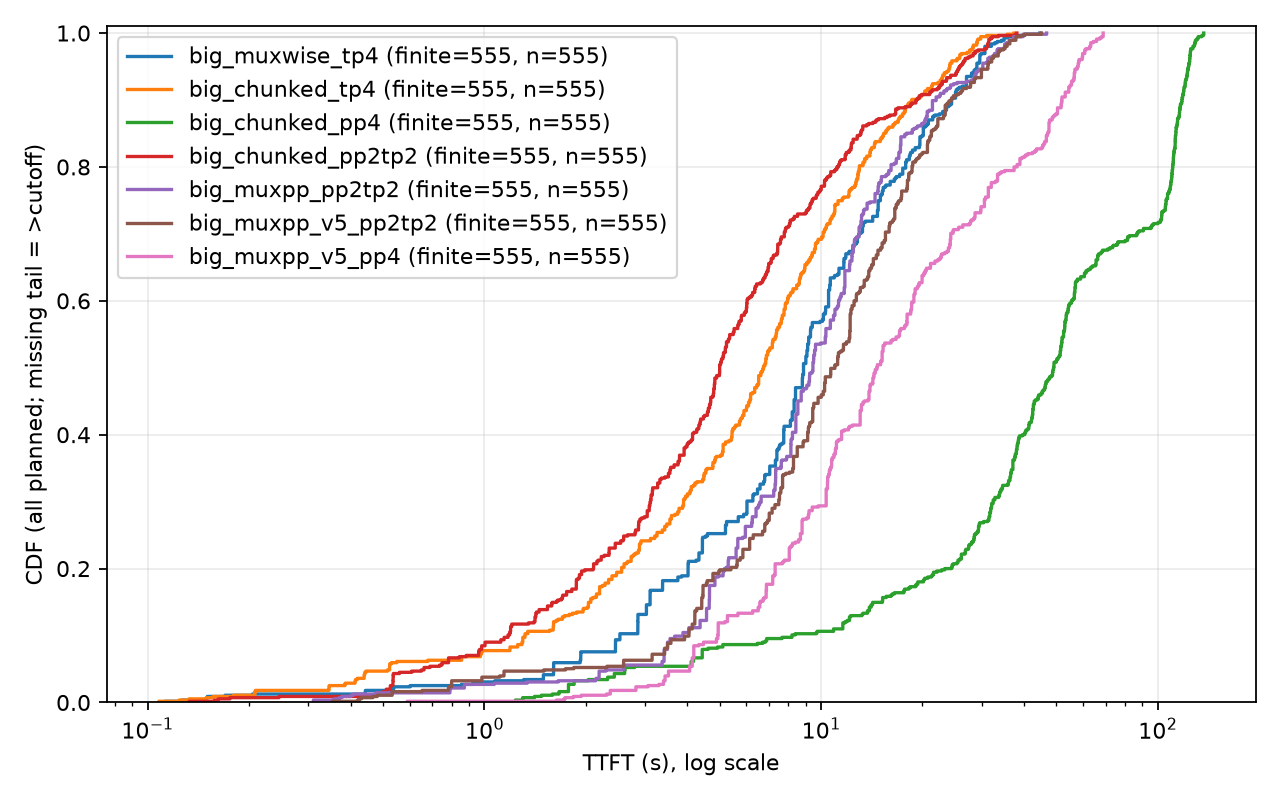 big_muxwise_tp4 (finite=555, n=555)
big_chunked_tp4 (finite=555, n=555)
big_chunked_pp4 (finite=555, n=555)
big_chunked_pp2tp2 (finite=555, n=555)
big_muxpp_pp2tp2 (finite=555, n=555)
big_muxpp_v5_pp2tp2 (finite=555, n=555)
big_muxpp_v5_pp4 (finite=555, n=555)
CDF (all planned; missing tail = >cutoff)
1.0
0.8
0.6
0.4
0.2
0.0
10⁻¹ 10⁰ 10¹ 10²
TTFT (s), log scale